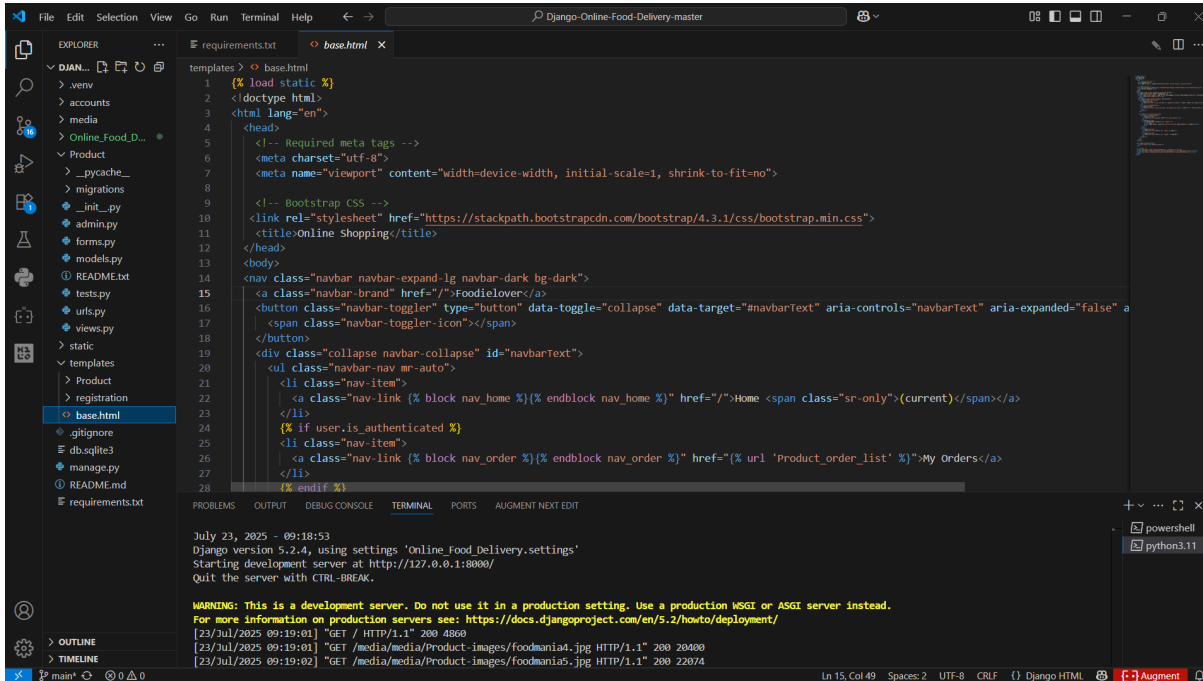 File Edit Selection View Go Run Terminal Help
Django-Online-Food-Delivery-master
EXPLORER
DJAN...
.venv
accounts
media
Online_Food_D...
Product
__pycache__
migrations
__init__.py
admin.py
forms.py
models.py
README.txt
tests.py
urls.py
views.py
static
templates
Product
registration
base.html
.gitignore
db.sqlite3
manage.py
README.md
requirements.txt
OUTLINE
TIMELINE
16
1
requirements.txt
base.html
templates > base.html
1 {% load static %}
2 <!doctype html>
3 <html lang="en">
4 <head>
5 <!-- Required meta tags -->
6 <meta charset="utf-8">
7 <meta name="viewport" content="width=device-width, initial-scale=1, shrink-to-fit=no">
8
9 <!-- Bootstrap CSS -->
10 <link rel="stylesheet" href="https://stackpath.bootstrapcdn.com/bootstrap/4.3.1/css/bootstrap.min.css">
11 <title>Online Shopping</title>
12 </head>
13 <body>
14 <nav class="navbar navbar-expand-lg navbar-dark bg-dark">
15 <a class="navbar-brand" href="/">Foodielover</a>
16 <button class="navbar-toggler" type="button" data-toggle="collapse" data-target="#navbarText" aria-controls="navbarText" aria-expanded="false" a
17 <span class="navbar-toggler-icon"></span>
18 </button>
19 <div class="collapse navbar-collapse" id="navbarText">
20 <ul class="navbar-nav mr-auto">
21 <li class="nav-item">
22 <a class="nav-link {% block nav_home %}{% endblock nav_home %}" href="/">Home <span class="sr-only">(current)</span></a>
23 </li>
24 {% if user.is_authenticated %}
25 <li class="nav-item">
26 <a class="nav-link {% block nav_order %}{% endblock nav_order %}" href="{% url 'Product_order_list' %}">My Orders</a>
27 </li>
28 {% endif %}
PROBLEMS OUTPUT DEBUG CONSOLE TERMINAL PORTS AUGMENT NEXT EDIT
July 23, 2025 - 09:18:53
Django version 5.2.4, using settings 'Online_Food_Delivery.settings'
Starting development server at http://127.0.0.1:8000/
Quit the server with CTRL-BREAK.
WARNING: This is a development server. Do not use it in a production setting. Use a production WSGI or ASGI server instead.
For more information on production servers see: https://docs.djangoproject.com/en/5.2/howto/deployment/
[23/Jul/2025 09:19:01] "GET / HTTP/1.1" 200 4860
[23/Jul/2025 09:19:01] "GET /media/media/Product-images/foodmania4.jpg HTTP/1.1" 200 20400
[23/Jul/2025 09:19:02] "GET /media/media/Product-images/foodmania5.jpg HTTP/1.1" 200 22074
powershell
python3.11
main* 0 0 Ln 15, Col 49 Spaces: 2 UTF-8 CRLF {} Django HTML Augment